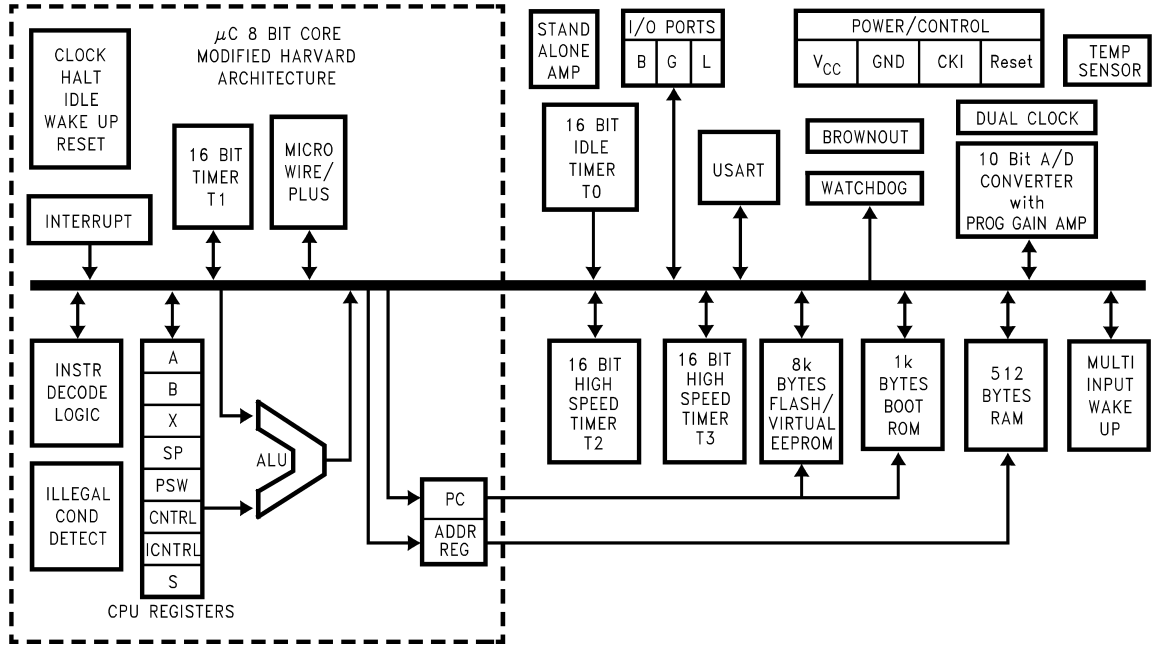 μC 8 BIT CORE
MODIFIED HARVARD
ARCHITECTURE
CLOCK
HALT
IDLE
WAKE UP
RESET
16 BIT
TIMER
T1
MICRO
WIRE/
PLUS
INTERRUPT
STAND
ALONE
AMP
I/O PORTS
B G L
POWER/CONTROL
VCC GND CKI Reset
TEMP
SENSOR
16 BIT
IDLE
TIMER
T0
USART
BROWNOUT
WATCHDOG
DUAL CLOCK
10 Bit A/D
CONVERTER
with
PROG GAIN AMP
INSTR
DECODE
LOGIC
ILLEGAL
COND
DETECT
A
B
X
SP
PSW
CNTRL
ICNTRL
S
CPU REGISTERS
ALU
PC
ADDR
REG
16 BIT
HIGH
SPEED
TIMER
T2
16 BIT
HIGH
SPEED
TIMER
T3
8k
BYTES
FLASH/
VIRTUAL
EEPROM
1k
BYTES
BOOT
ROM
512
BYTES
RAM
MULTI
INPUT
WAKE
UP